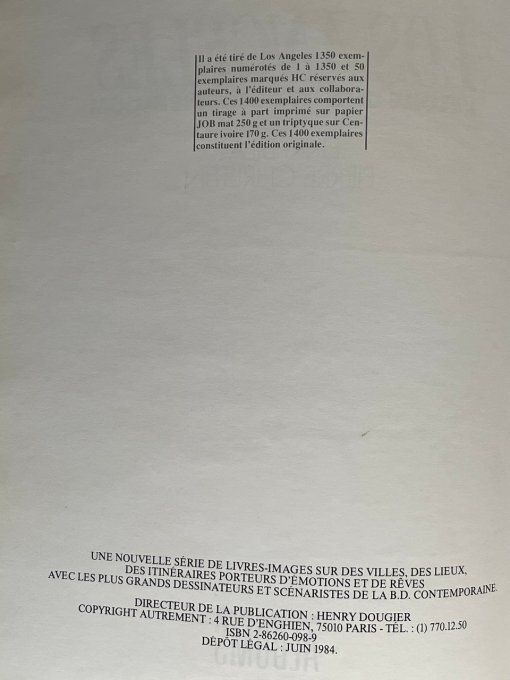 Il a été tiré de Los Angeles 1350 exem-
plaires numérotés de 1 à 1350 et 50
exemplaires marqués HC réservés aux
auteurs, à l'éditeur et aux collabora-
teurs. Ces 1400 exemplaires comportent
un tirage à part imprimé sur papier
JOB mat 250 g et un triptyque sur Cen-
taure ivoire 170 g. Ces 1400 exemplaires
constituent l'édition originale.
UNE NOUVELLE SÉRIE DE LIVRES-IMAGES SUR DES VILLES, DES LIEUX,
DES ITINÉRAIRES PORTEURS D'ÉMOTIONS ET DE RÊVES
AVEC LES PLUS GRANDS DESSINATEURS ET SCÉNARISTES DE LA B.D. CONTEMPORAINE.
DIRECTEUR DE LA PUBLICATION : HENRY DOUGIER
COPYRIGHT AUTREMENT : 4 RUE D'ENGHIEN, 75010 PARIS - TÉL. : (1) 770.12.50
ISBN 2-86260-098-9
DÉPÔT LÉGAL : JUIN 1984.